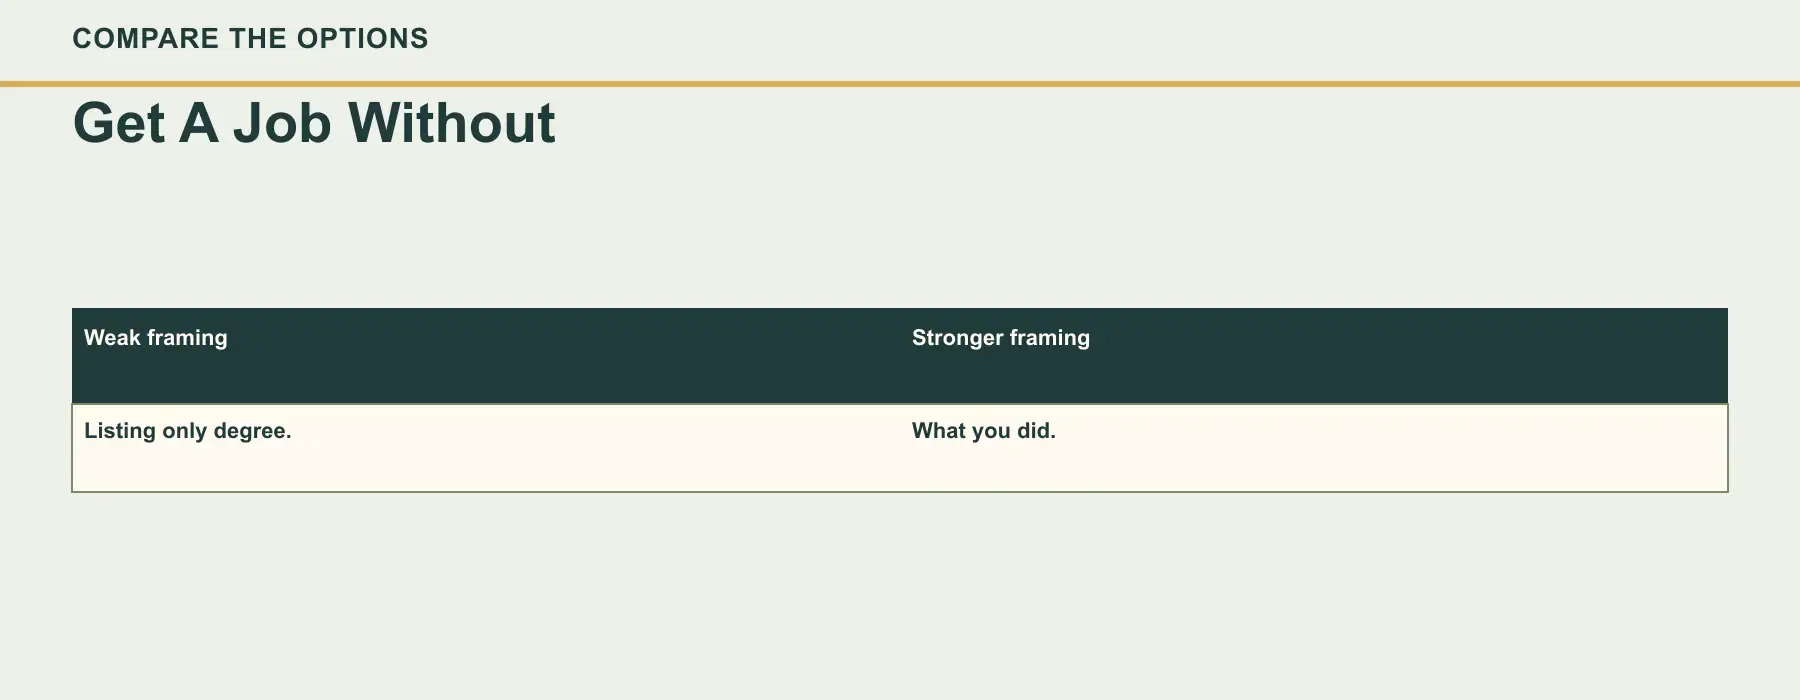 COMPARE THE OPTIONS
Get A Job Without
Weak framing
Stronger framing
Listing only degree.
What you did.